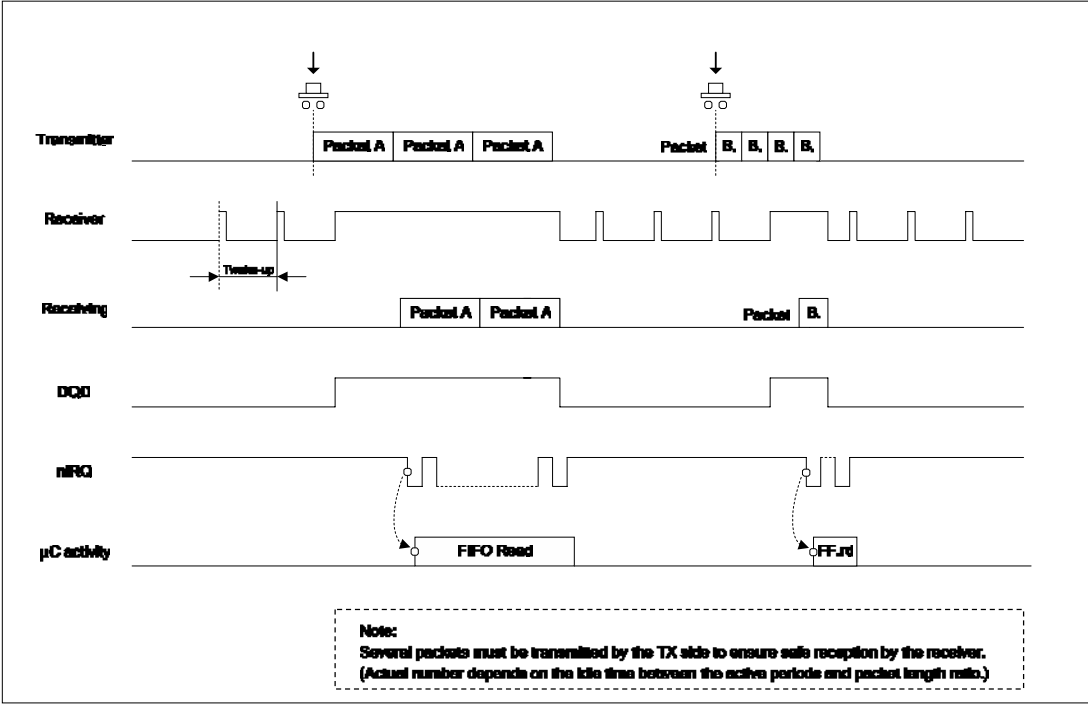 Transmitter
Packet A Packet A Packet A
Packet B. B. B. B.
Receiver
Twake-up
Receiving
Packet A Packet A
Packet B.
DQD
nIRQ
µC activity
FIFO Read
FF.rd
Note:
Several packets must be transmitted by the TX side to ensure safe reception by the receiver.
(Actual number depends on the idle time between the active periods and packet length ratio.)